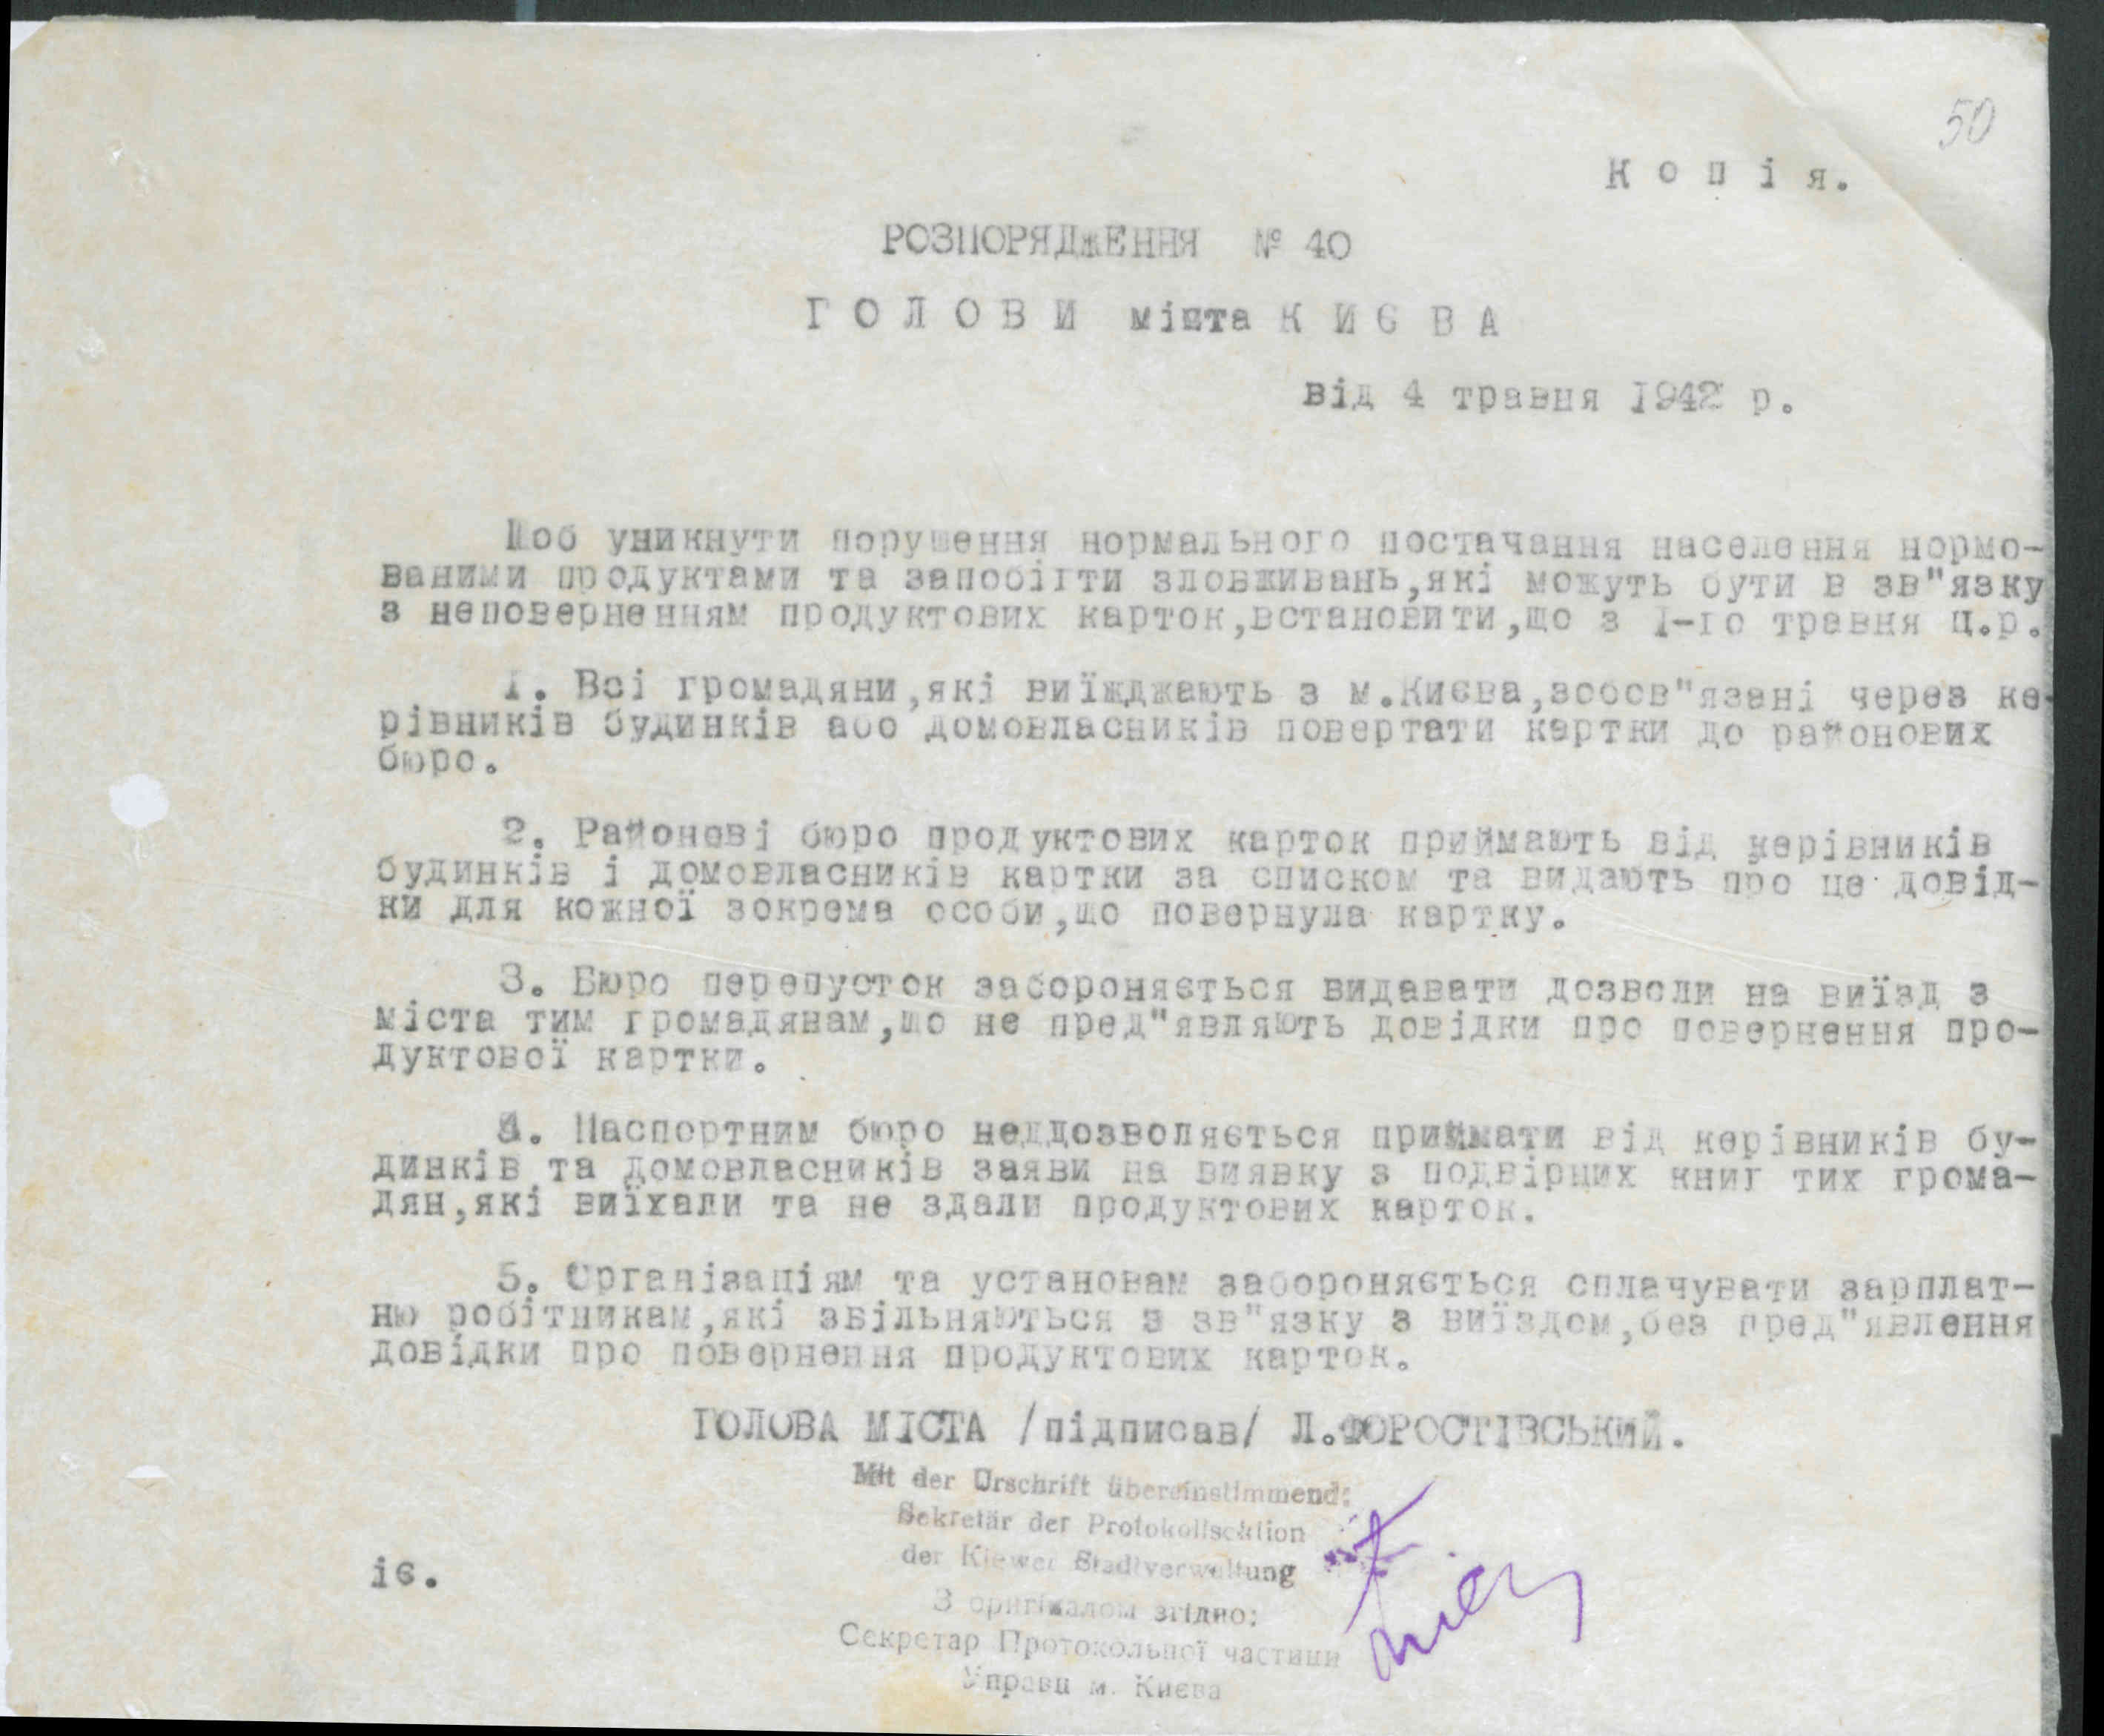 50
К о п і я.
РОЗПОРЯДЖЕННЯ № 40
Г О Л О В И міста К И Є В А
від 4 травня 1942 р.
Щоб уникнути порушення нормального постачання населення нормо-
ваними продуктами та запобігти зловживань,які можуть бути в зв"язку
з неповерненням продуктових карток,встановити,що з І-го травня ц.р.
І. Всі громадяни,які виїжджають з м.Києва,зобов"язані через ке-
рівників будинків або домовласників повертати картки до районових
бюро.
2. Районові бюро продуктових карток приймають від керівників
будинків і домовласників картки за списком та видають про це довід-
ки для кожної зокрема особи,що повернула картку.
3. Бюро перепусток забороняється видавати дозволи на виїзд з
міста тим громадянам,що не пред"являють довідки про повернення про-
дуктової картки.
4. Паспортним бюро неддозволяється приймати від керівників бу-
динків та домовласників заяви на виявку з подвірних книг тих грома-
дян,які виїхали та не здали продуктових карток.
5. Організаціям та установам забороняється сплачувати зарплат-
ню робітникам,які звільняються з зв"язку з виїздом,без пред"явлення
довідки про повернення продуктових карток.
ГОЛОВА МІСТА /підписав/ Л.ФОРОСТІВСЬКИЙ.
Mit der Urschrift übereinstimmend:
Sekretär der Protokollsektion
der Kiewer Stadtverwaltung
іє.
З оригіналом згідно:
Секретар Протокольної частини
Управи м. Києва